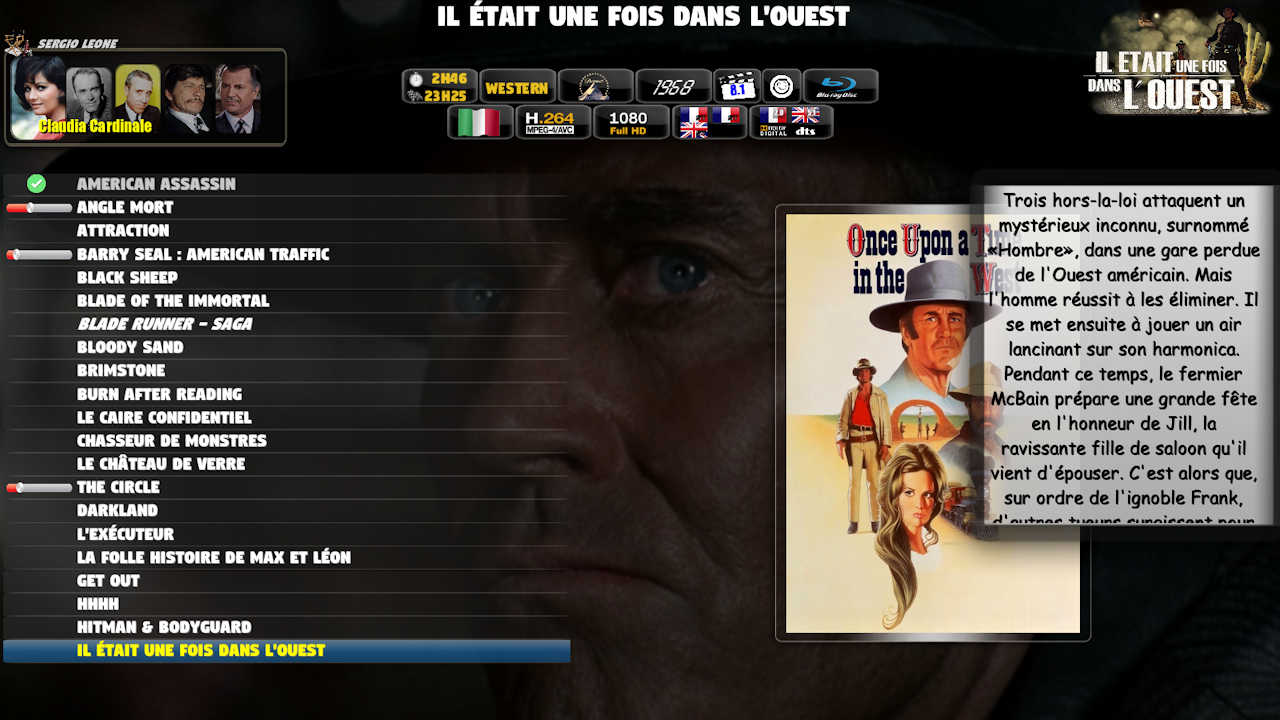 IL ÉTAIT UNE FOIS DANS L'OUEST
SERGIO LEONE
Claudia Cardinale
2H46
23H25
WESTERN
1968
8.1
Blu-ray Disc
H.264
MPEG-4/AVC
1080
Full HD
DOLBY
DIGITAL
dts
IL ETAIT UNE FOIS
DANS L'OUEST
AMERICAN ASSASSIN
ANGLE MORT
ATTRACTION
BARRY SEAL : AMERICAN TRAFFIC
BLACK SHEEP
BLADE OF THE IMMORTAL
BLADE RUNNER - SAGA
BLOODY SAND
BRIMSTONE
BURN AFTER READING
LE CAIRE CONFIDENTIEL
CHASSEUR DE MONSTRES
LE CHÂTEAU DE VERRE
THE CIRCLE
DARKLAND
L'EXÉCUTEUR
LA FOLLE HISTOIRE DE MAX ET LÉON
GET OUT
HHHH
HITMAN & BODYGUARD
IL ÉTAIT UNE FOIS DANS L'OUEST
Once Upon a Time
in the West
Trois hors-la-loi attaquent un
mystérieux inconnu, surnommé
«Hombre», dans une gare perdue
de l'Ouest américain. Mais
l'homme réussit à les éliminer. Il
se met ensuite à jouer un air
lancinant sur son harmonica.
Pendant ce temps, le fermier
McBain prépare une grande fête
en l'honneur de Jill, la
ravissante fille de saloon qu'il
vient d'épouser. C'est alors que,
sur ordre de l'ignoble Frank,
d'autres tueurs surgissent pour